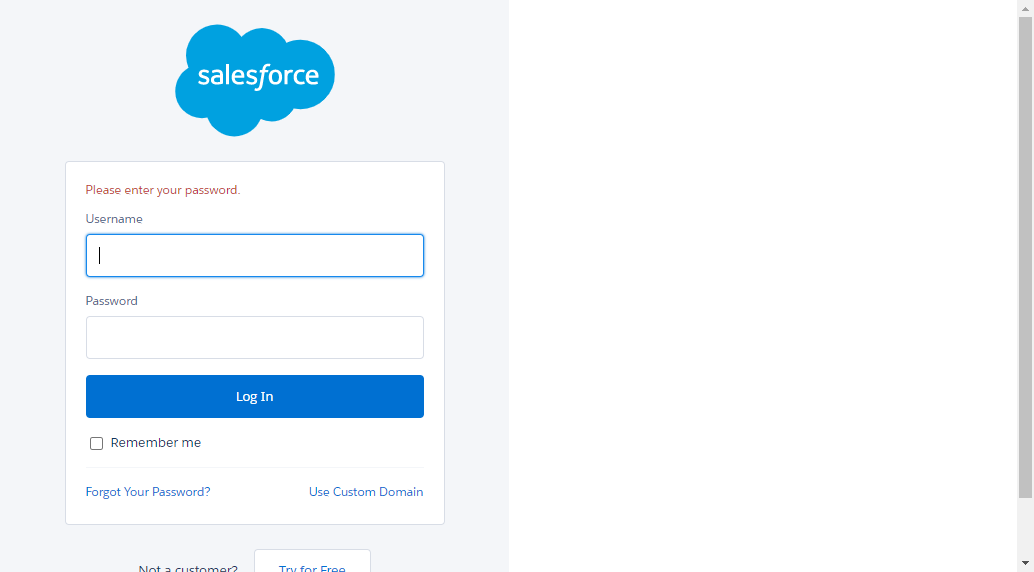 salesforce
Please enter your password.
Username
Password
Log In
Remember me
Forgot Your Password?
Use Custom Domain
Not a customer?
Try for Free